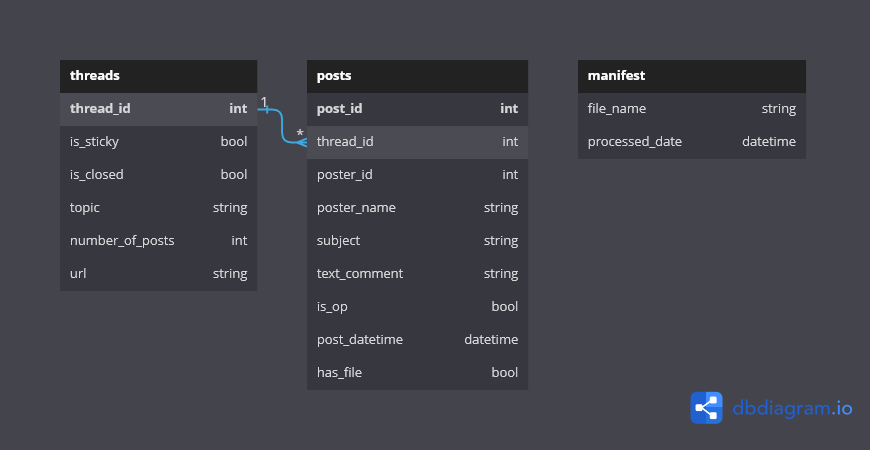 threads
thread_id int
is_sticky bool
is_closed bool
topic string
number_of_posts int
url string
1
*
posts
post_id int
thread_id int
poster_id int
poster_name string
subject string
text_comment string
is_op bool
post_datetime datetime
has_file bool
manifest
file_name string
processed_date datetime
dbdiagram.io